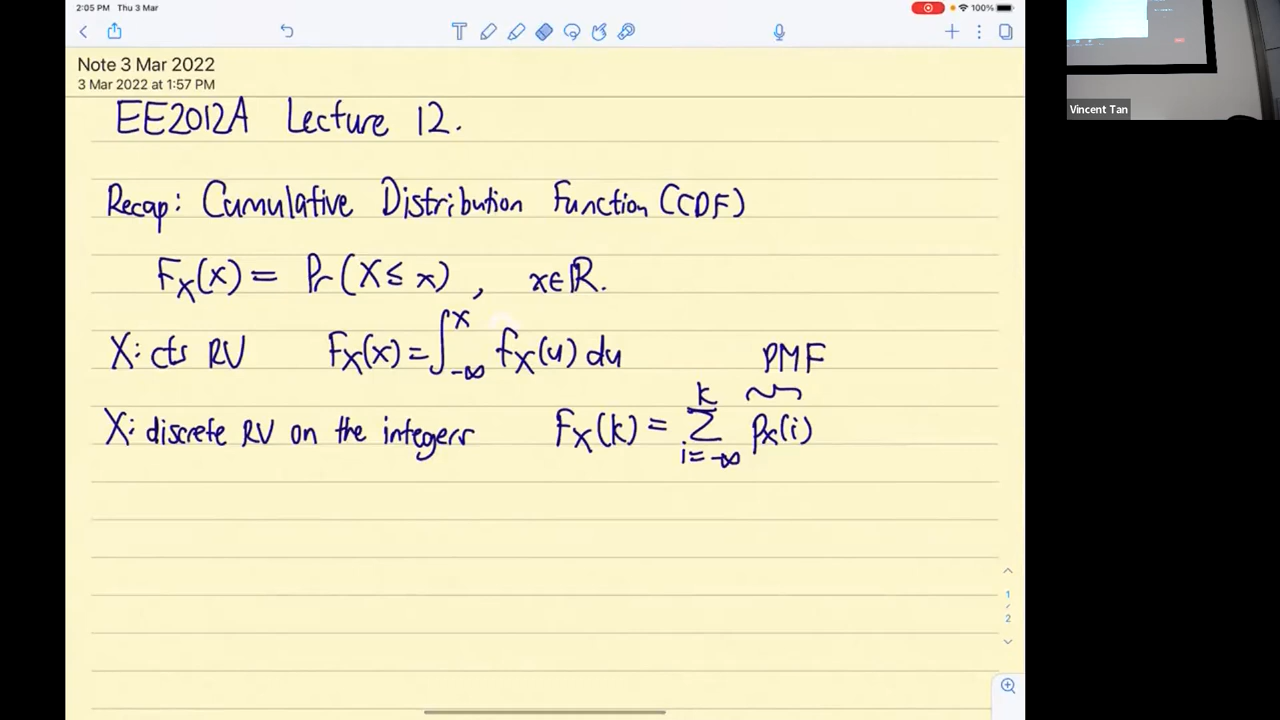 2:05 PM Thu 3 Mar
100%
Note 3 Mar 2022
3 Mar 2022 at 1:57 PM
EE2012A Lecture 12.
Recap: Cumulative Distribution Function (CDF)
F_X(x) = Pr(X ≤ x), x∈ℝ.
X: cts RV F_X(x) = ∫_{-∞}^{x} f_X(u) du
PMF
X: discrete RV on the integers F_X(k) = Σ_{i=-∞}^{k} p_X(i)
1
/
2
Vincent Tan